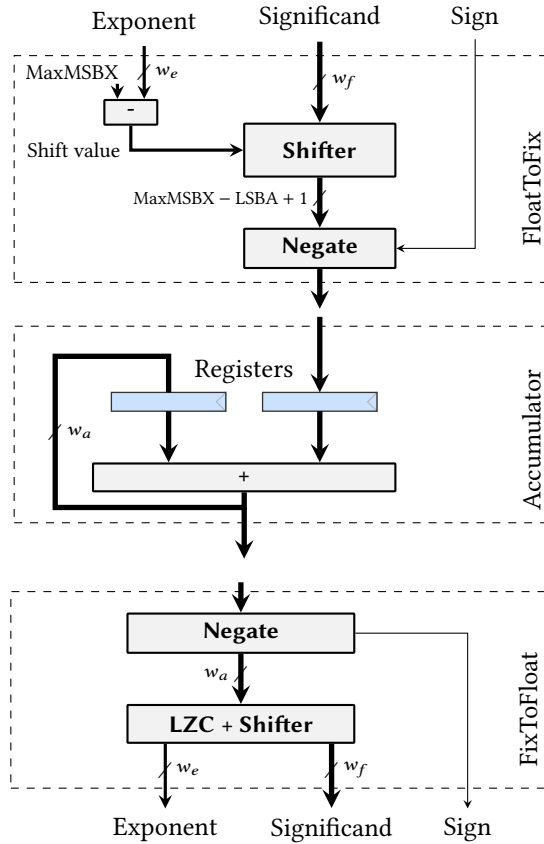 Exponent Significand Sign
MaxMSBX w_e w_f
-
Shift value Shifter
MaxMSBX − LSBA + 1
Negate
FloatToFix
Registers
w_a
+
Accumulator
Negate
w_a
LZC + Shifter
w_e w_f
FixToFloat
Exponent Significand Sign